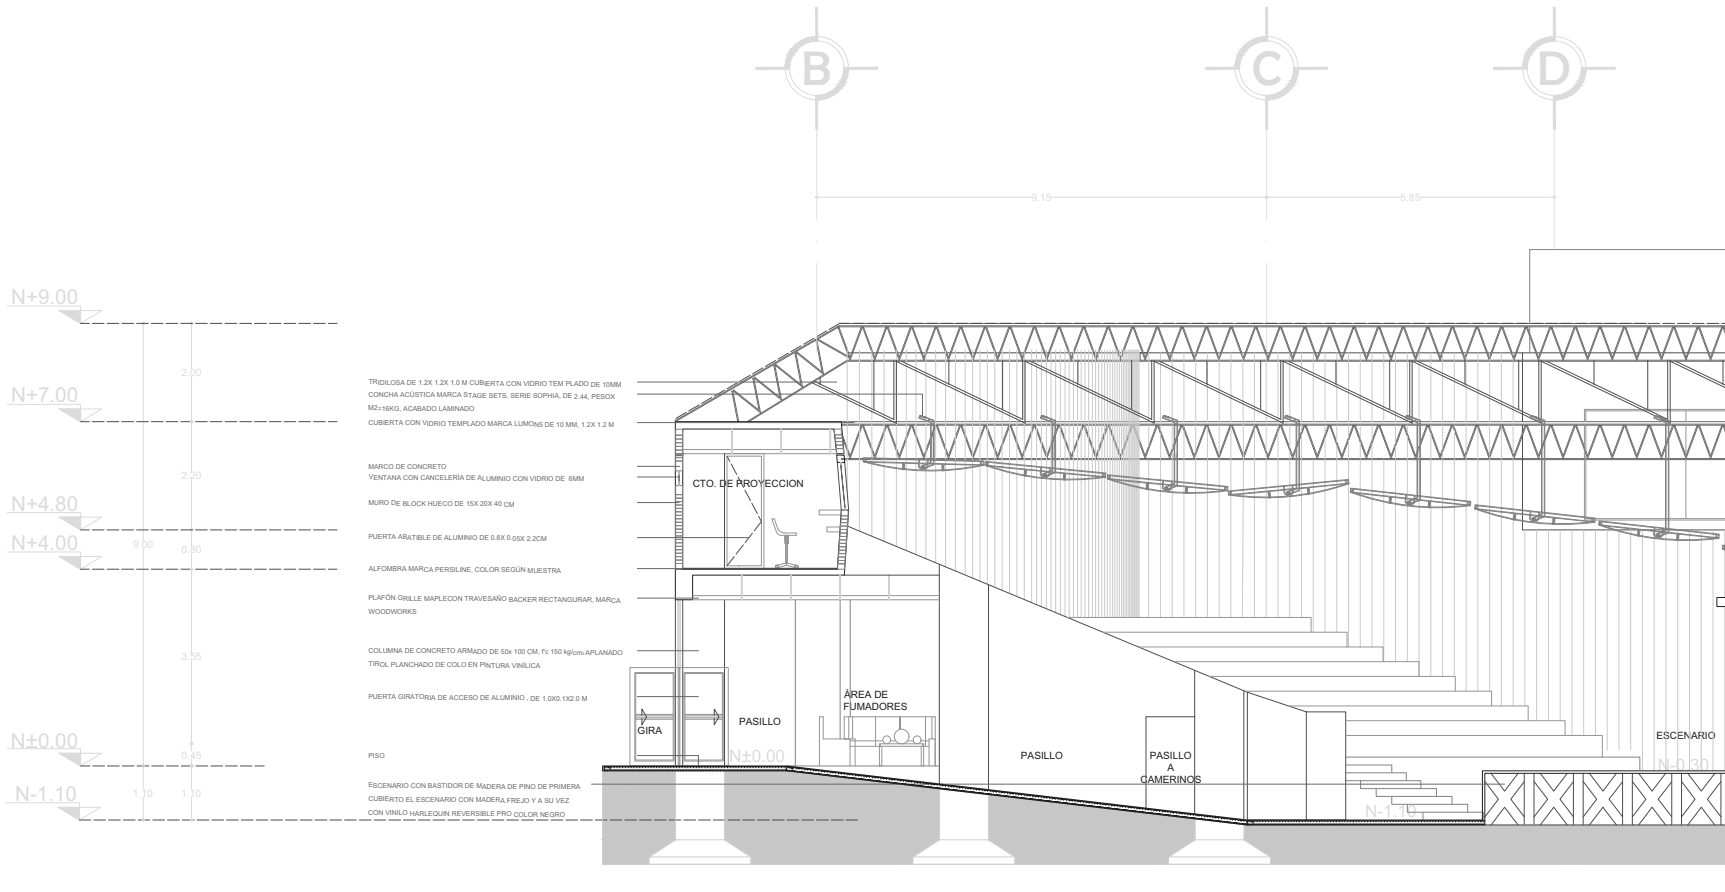 B
C
D
9.15
5.85
N+9.00
2.00
N+7.00
2.20
N+4.80
9.00
0.80
N+4.00
3.55
N±0.00
0.45
1.10
1.10
N-1.10
TRIDILOSA DE 1.2X 1.2X 1.0 M CUBIERTA CON VIDRIO TEMPLADO DE 10MM
CONCHA ACÚSTICA MARCA STAGE SETS, SERIE SOPHIA, DE 2.44, PESOX
M2=16KG, ACABADO LAMINADO
CUBIERTA CON VIDRIO TEMPLADO MARCA LUMON5 DE 10 MM, 1.2X 1.2 M
MARCO DE CONCRETO
VENTANA CON CANCELERÍA DE ALUMINIO CON VIDRIO DE 6MM
MURO DE BLOCK HUECO DE 15X 20X 40 CM
PUERTA ABATIBLE DE ALUMINIO DE 0.8X 0.05X 2.2CM
ALFOMBRA MARCA PERSILINE, COLOR SEGÚN MUESTRA
PLAFÓN GRILLE MAPLECON TRAVESAÑO BACKER RECTANGURAR, MARCA
WOODWORKS
COLUMNA DE CONCRETO ARMADO DE 50x 100 CM, f'c 150 kg/cm2 APLANADO
TIROL PLANCHADO DE COLO EN PINTURA VINÍLICA
PUERTA GIRATORIA DE ACCESO DE ALUMINIO , DE 1.0X0.1X2.0 M
PISO
ESCENARIO CON BASTIDOR DE MADERA DE PINO DE PRIMERA
CUBIERTO EL ESCENARIO CON MADERA FREJO Y A SU VEZ
CON VINILO HARLEQUIN REVERSIBLE PRO COLOR NEGRO
CTO. DE PROYECCION
GIRA
PASILLO
ÁREA DE
FUMADORES
N±0.00
PASILLO
PASILLO
A
CAMERINOS
N-1.10
ESCENARIO
N-0.30